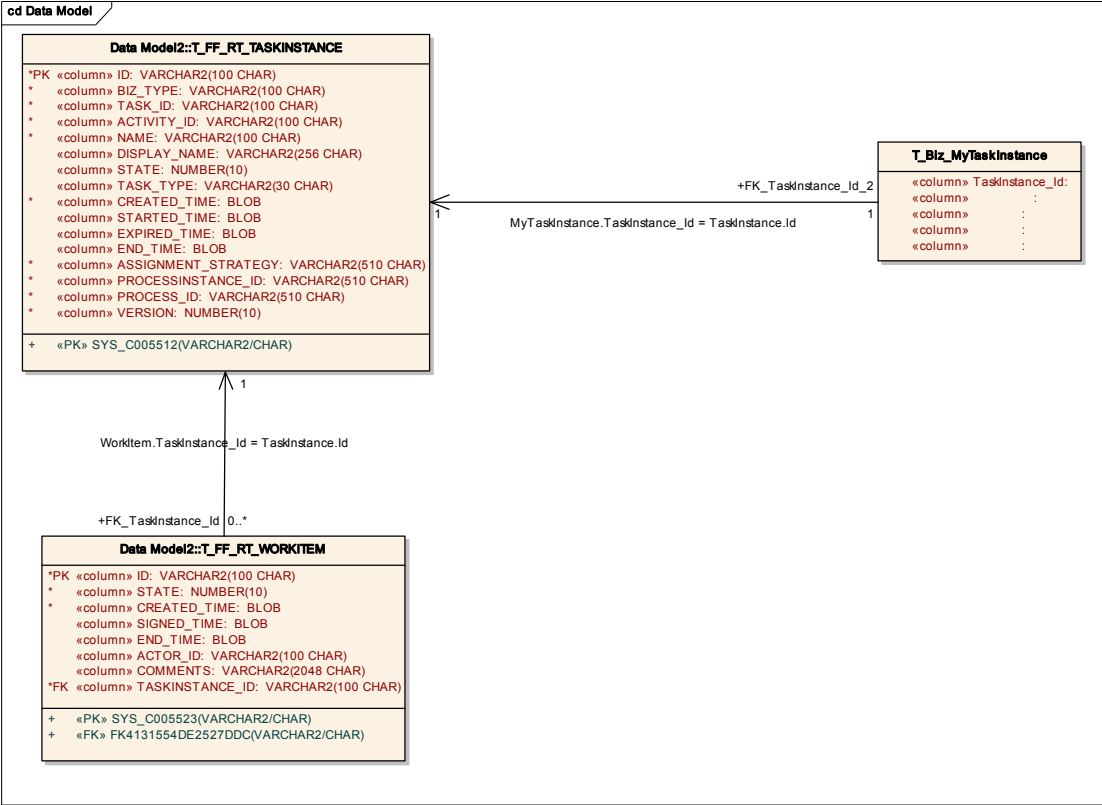 cd Data Model
Data Model2::T_FF_RT_TASKINSTANCE
*PK «column» ID: VARCHAR2(100 CHAR)
* «column» BIZ_TYPE: VARCHAR2(100 CHAR)
* «column» TASK_ID: VARCHAR2(100 CHAR)
* «column» ACTIVITY_ID: VARCHAR2(100 CHAR)
* «column» NAME: VARCHAR2(100 CHAR)
«column» DISPLAY_NAME: VARCHAR2(256 CHAR)
«column» STATE: NUMBER(10)
«column» TASK_TYPE: VARCHAR2(30 CHAR)
* «column» CREATED_TIME: BLOB
«column» STARTED_TIME: BLOB
«column» EXPIRED_TIME: BLOB
«column» END_TIME: BLOB
* «column» ASSIGNMENT_STRATEGY: VARCHAR2(510 CHAR)
* «column» PROCESSINSTANCE_ID: VARCHAR2(510 CHAR)
* «column» PROCESS_ID: VARCHAR2(510 CHAR)
* «column» VERSION: NUMBER(10)
+ «PK» SYS_C005512(VARCHAR2/CHAR)
T_Biz_MyTaskInstance
«column» TaskInstance_Id:
«column» :
«column» :
«column» :
«column» :
+FK_TaskInstance_Id_2
1
1
MyTaskInstance.TaskInstance_Id = TaskInstance.Id
1
WorkItem.TaskInstance_Id = TaskInstance.Id
+FK_TaskInstance_Id 0..*
Data Model2::T_FF_RT_WORKITEM
*PK «column» ID: VARCHAR2(100 CHAR)
* «column» STATE: NUMBER(10)
* «column» CREATED_TIME: BLOB
«column» SIGNED_TIME: BLOB
«column» END_TIME: BLOB
«column» ACTOR_ID: VARCHAR2(100 CHAR)
«column» COMMENTS: VARCHAR2(2048 CHAR)
*FK «column» TASKINSTANCE_ID: VARCHAR2(100 CHAR)
+ «PK» SYS_C005523(VARCHAR2/CHAR)
+ «FK» FK4131554DE2527DDC(VARCHAR2/CHAR)